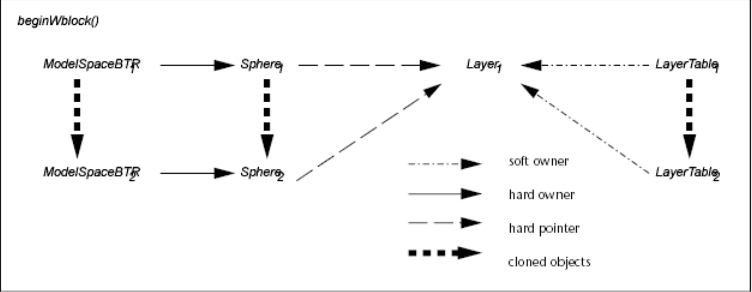 beginWblock()
ModelSpaceBTR1 Sphere1 Layer1 LayerTable1
ModelSpaceBTR2 Sphere2 LayerTable2
soft owner
hard owner
hard pointer
cloned objects